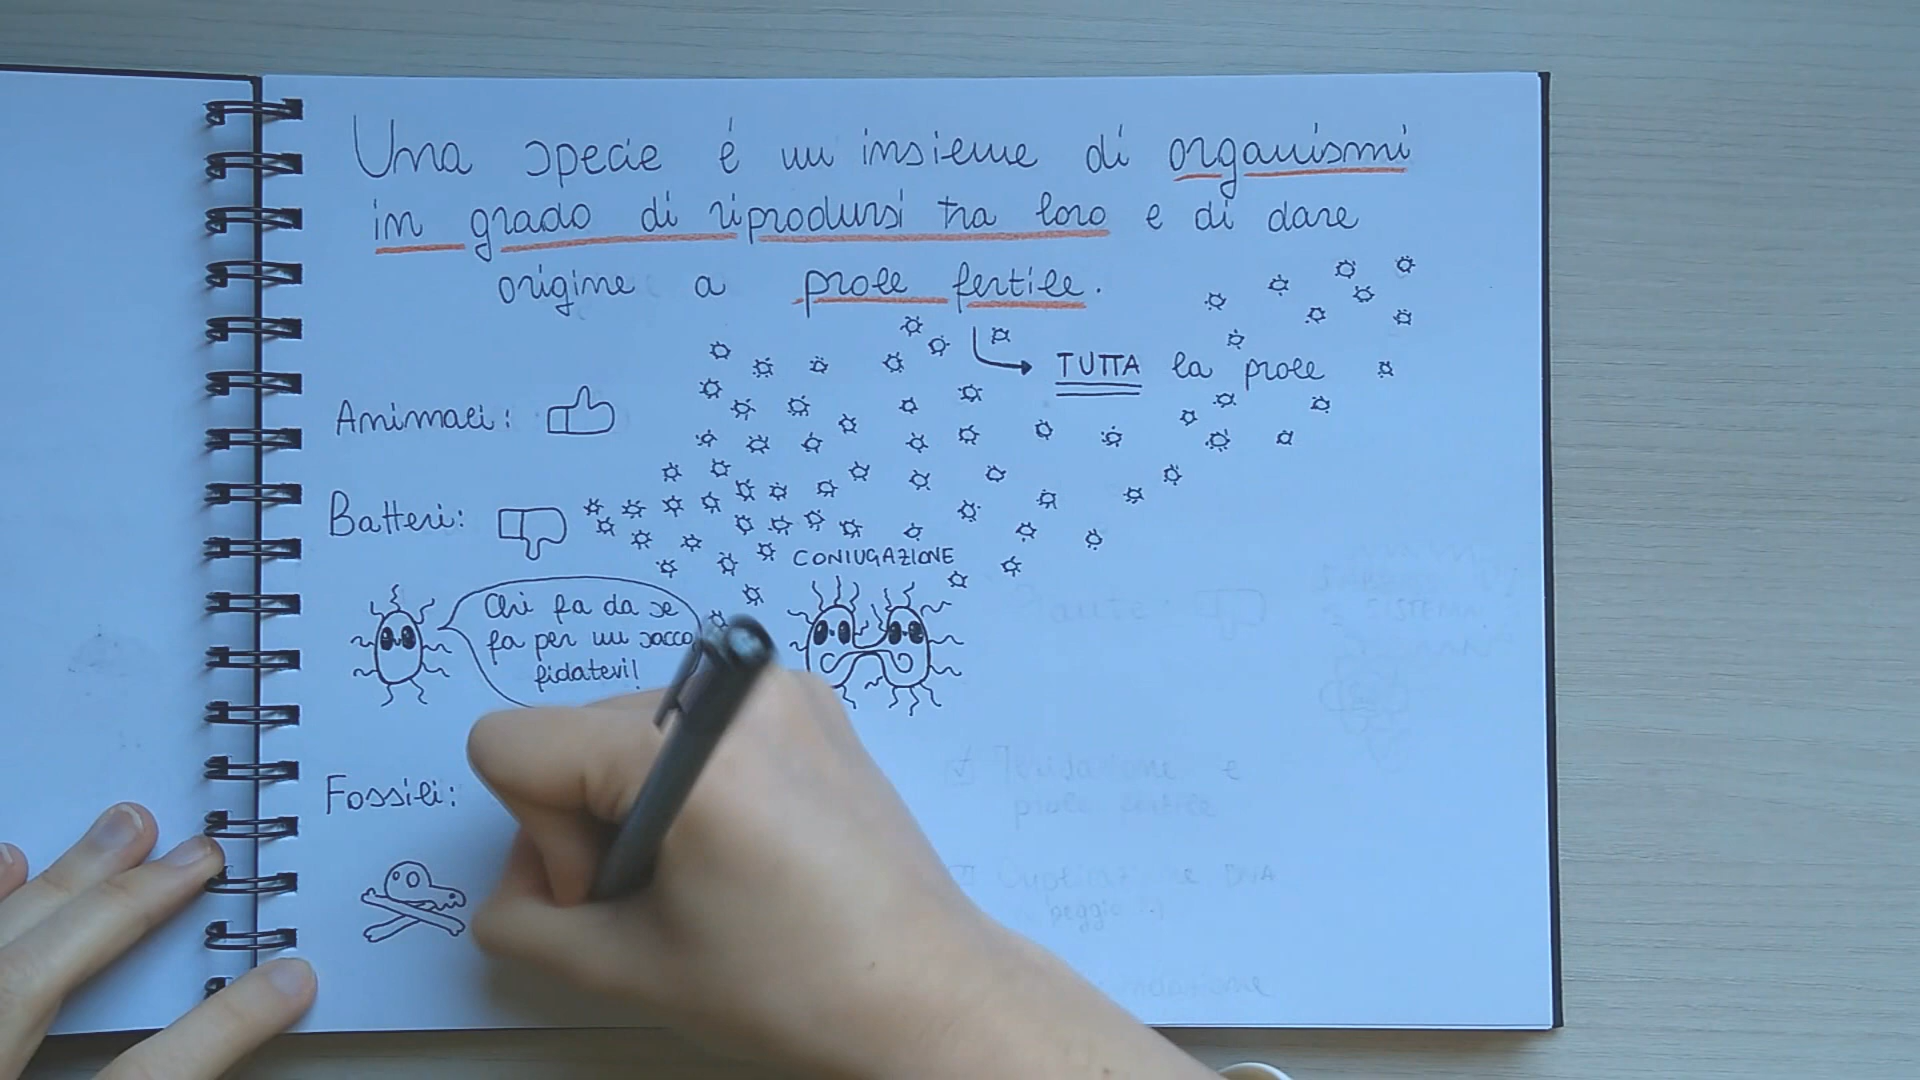 Una specie é un insieme di organismi
in grado di riprodursi tra loro e di dare
origine a prole fertile.
TUTTA la prole
Animali:
Batteri:
CONIUGAZIONE
Chi fa da se
fa per un sacco,
fidatevi!
Fossili: